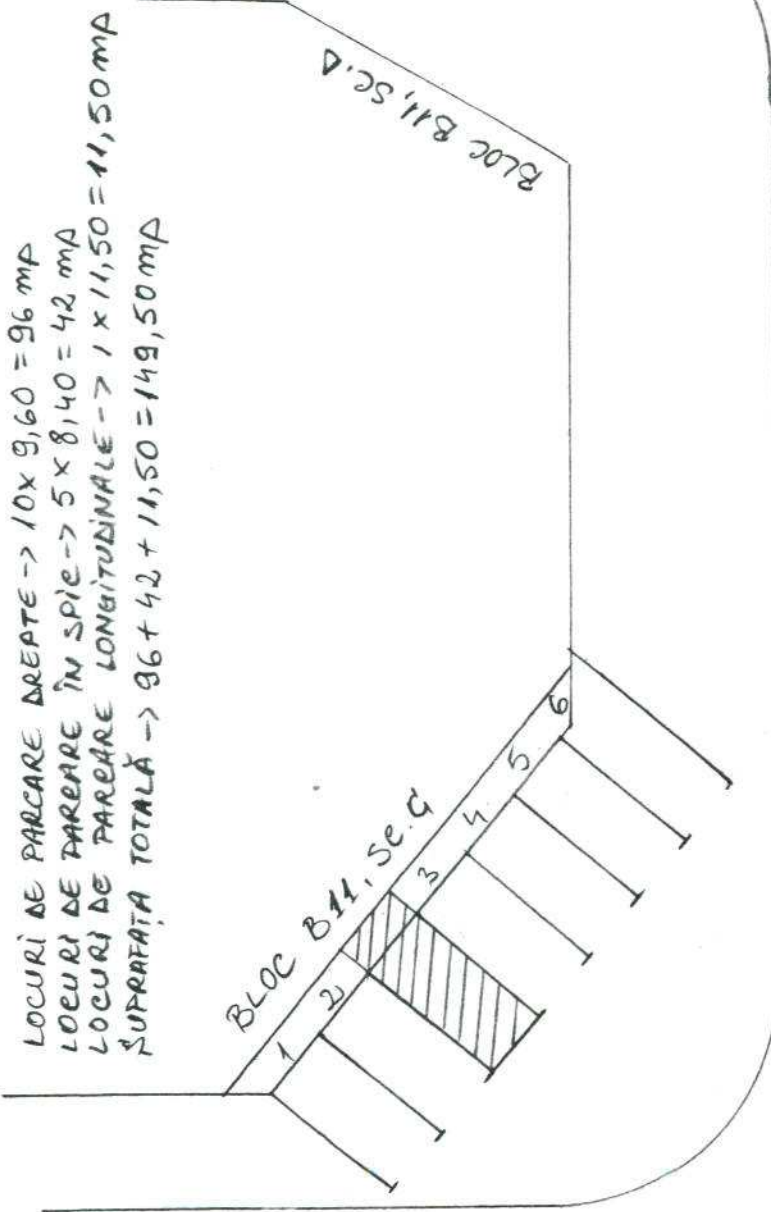 LOCURI DE PARCARE DREPTE -> 10 x 9,60 = 96 mp
LOCURI DE PARCARE ÎN SPIC -> 5 x 8,40 = 42 mp
LOCURI DE PARCARE LONGITUDINALE -> 1 x 11,50 = 11,50 mp
SUPRAFAȚA TOTALĂ -> 96 + 42 + 11,50 = 149,50 mp
BLOC B11, SC. D
BLOC B11, SC. C
1
2
3
4
5
6